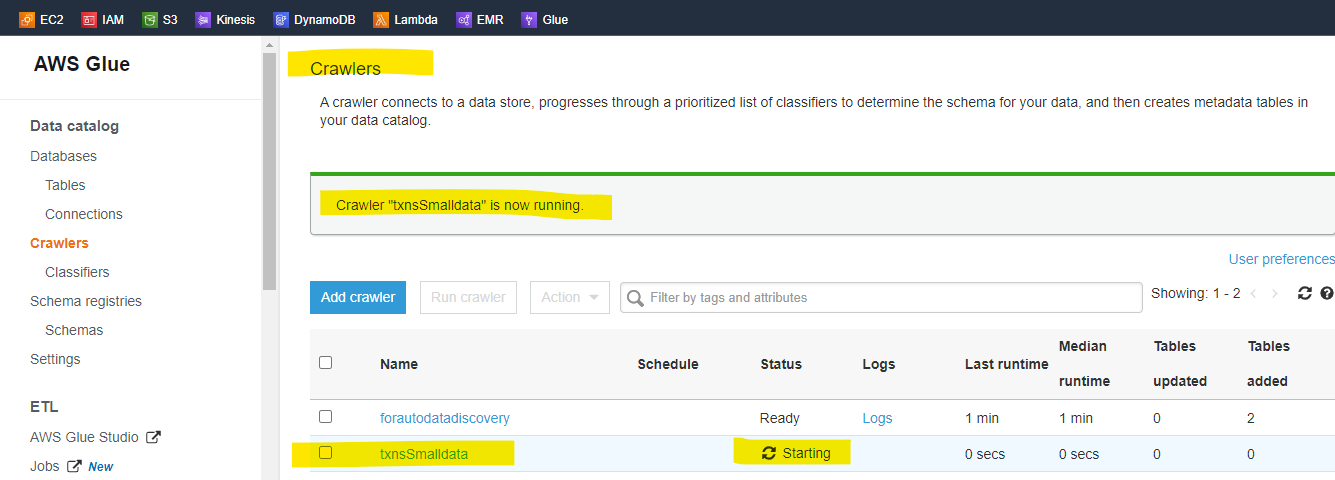 EC2 IAM S3 Kinesis DynamoDB Lambda EMR Glue
AWS Glue
Data catalog
Databases
Tables
Connections
Crawlers
Classifiers
Schema registries
Schemas
Settings
ETL
AWS Glue Studio
Jobs New
Crawlers
A crawler connects to a data store, progresses through a prioritized list of classifiers to determine the schema for your data, and then creates metadata tables in
your data catalog.
Crawler "txnsSmalldata" is now running.
User preferences
Add crawler Run crawler Action Filter by tags and attributes Showing: 1 - 2
Name Schedule Status Logs Last runtime Median runtime Tables updated Tables added
forautodatadiscovery Ready Logs 1 min 1 min 0 2
txnsSmalldata Starting 0 secs 0 secs 0 0